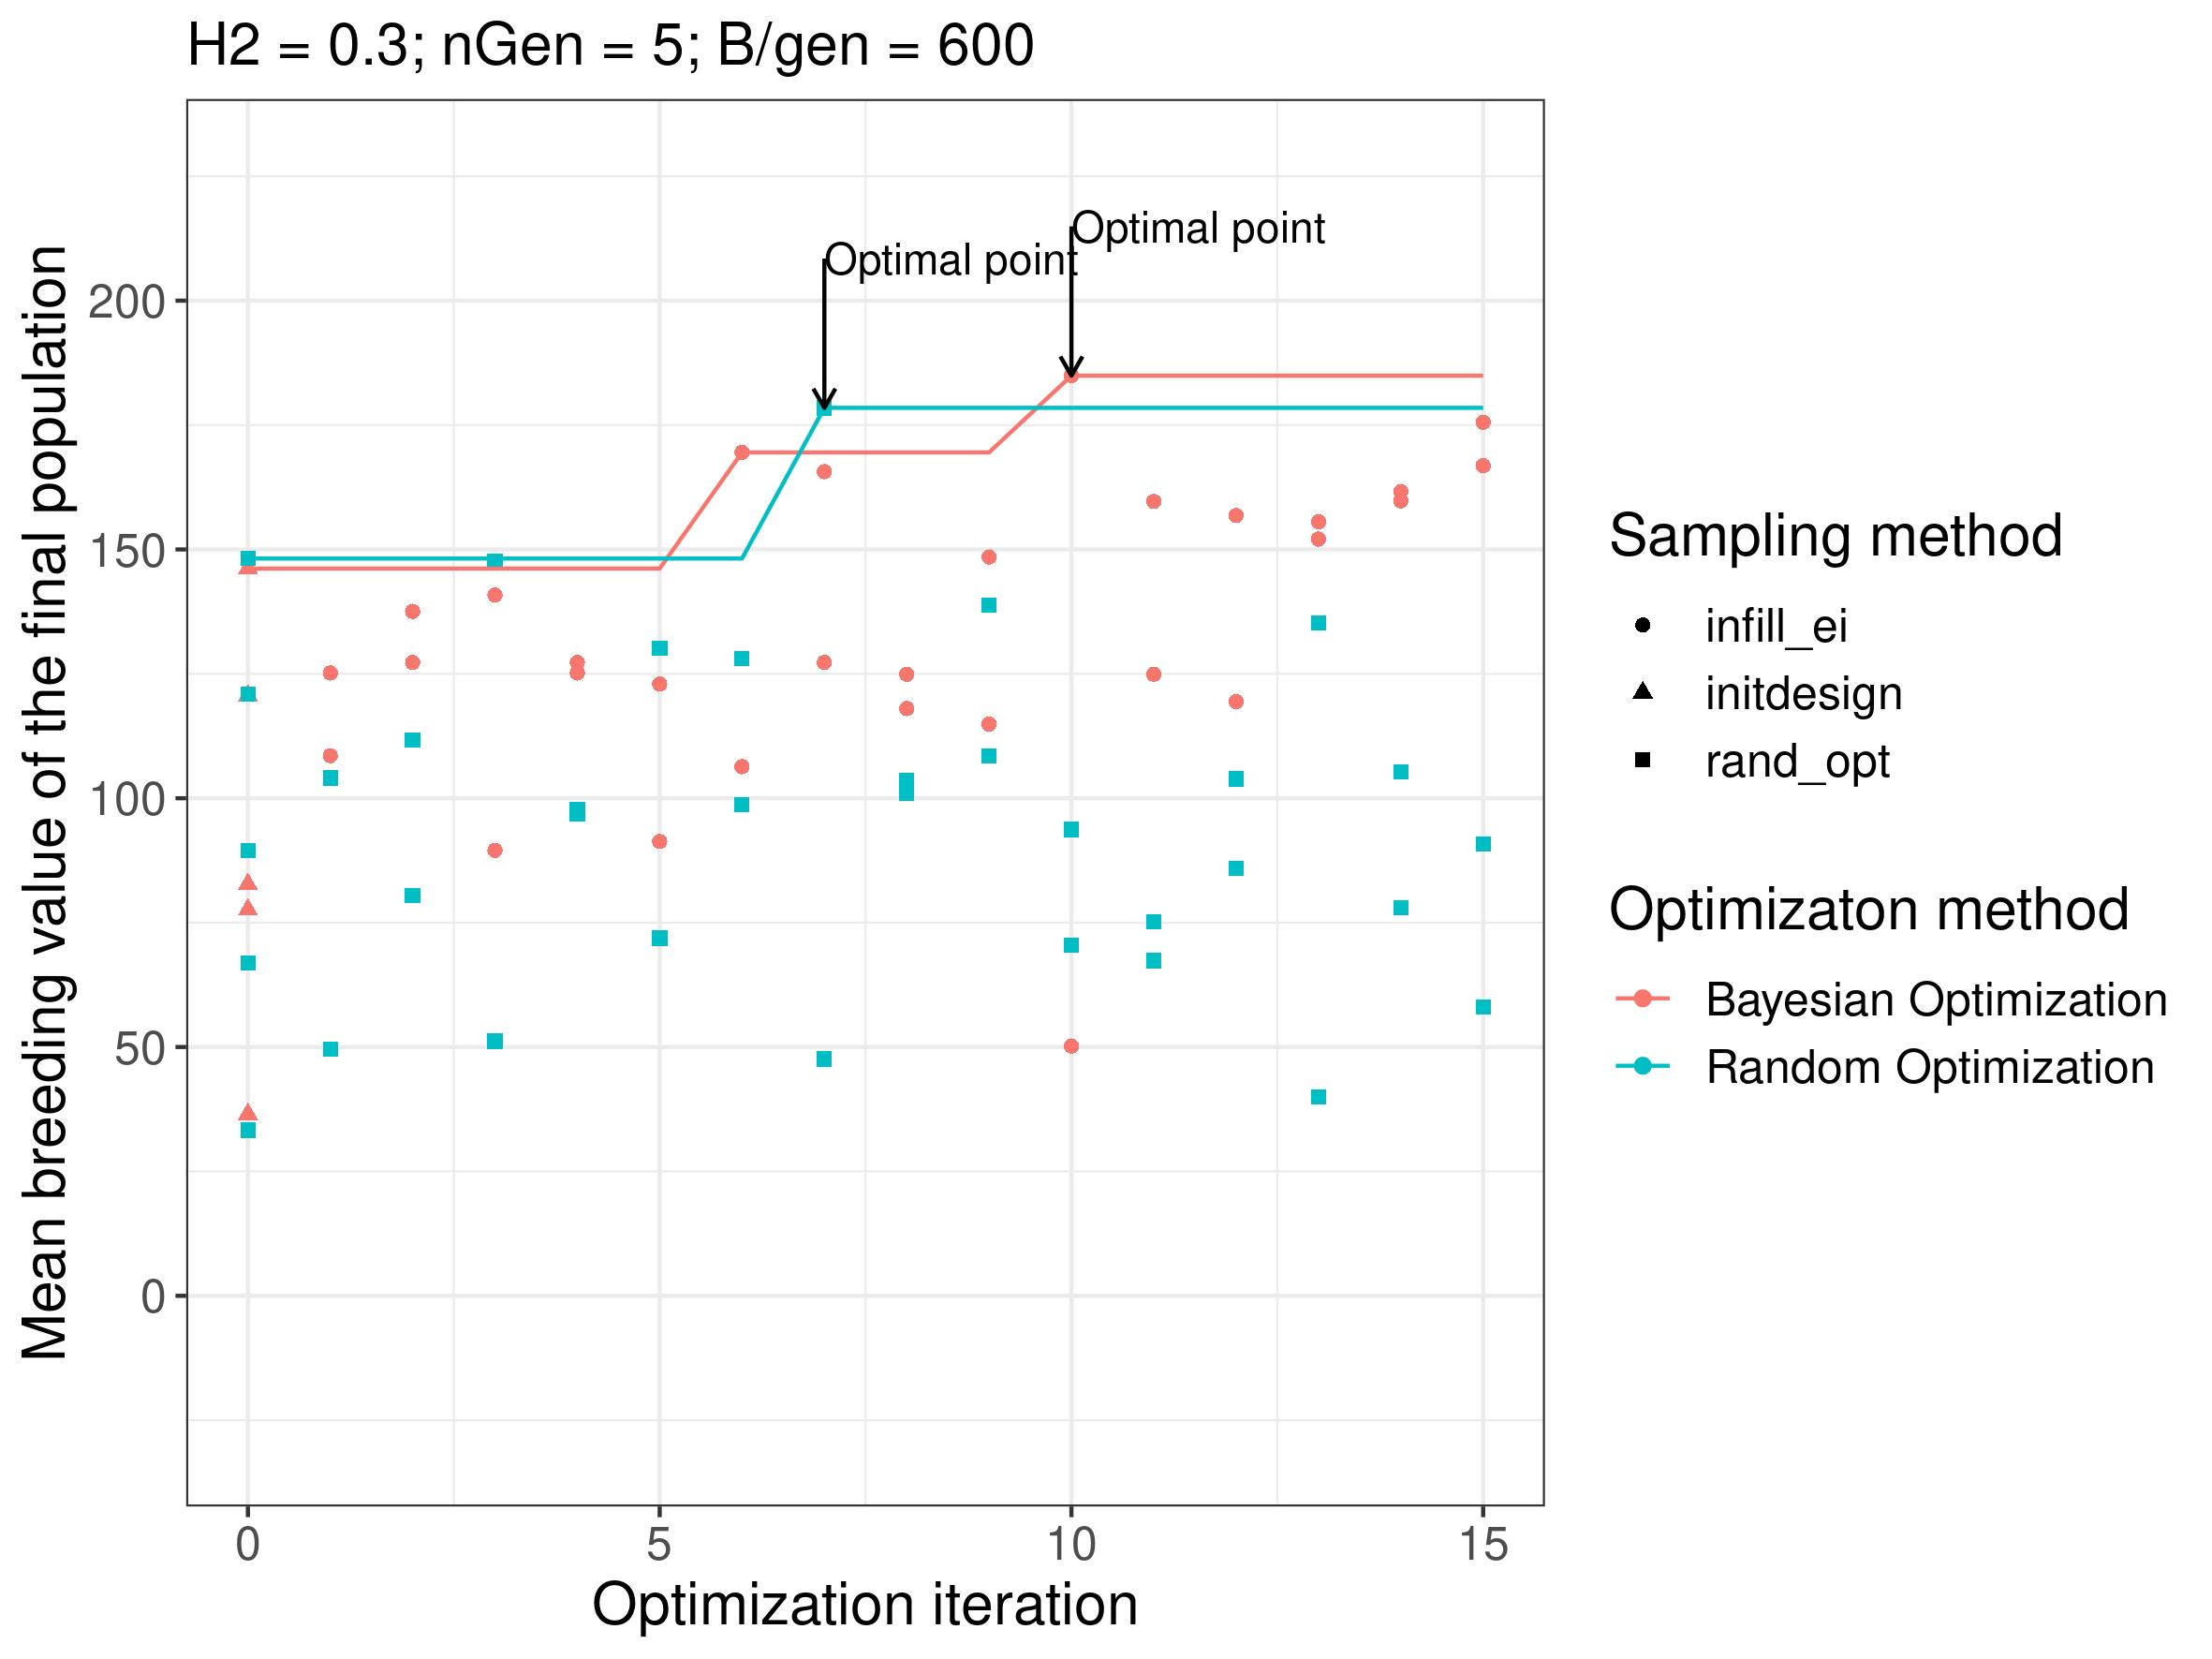 H2 = 0.3; nGen = 5; B/gen = 600
Mean breeding value of the final population
200
150
100
50
0
Optimal point
Optimal point
0
5
10
15
Optimization iteration
Sampling method
infill_ei
initdesign
rand_opt
Optimizaton method
Bayesian Optimization
Random Optimization